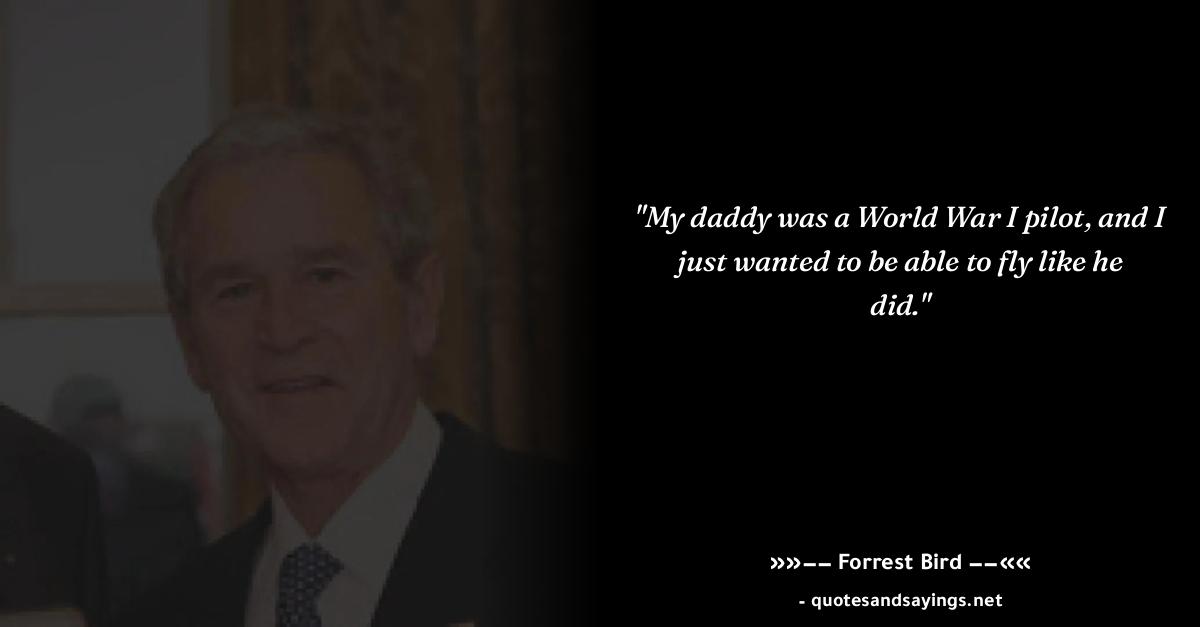 "My daddy was a World War I pilot, and I
just wanted to be able to fly like he
did."
»»−− Forrest Bird −−««
- quotesandsayings.net